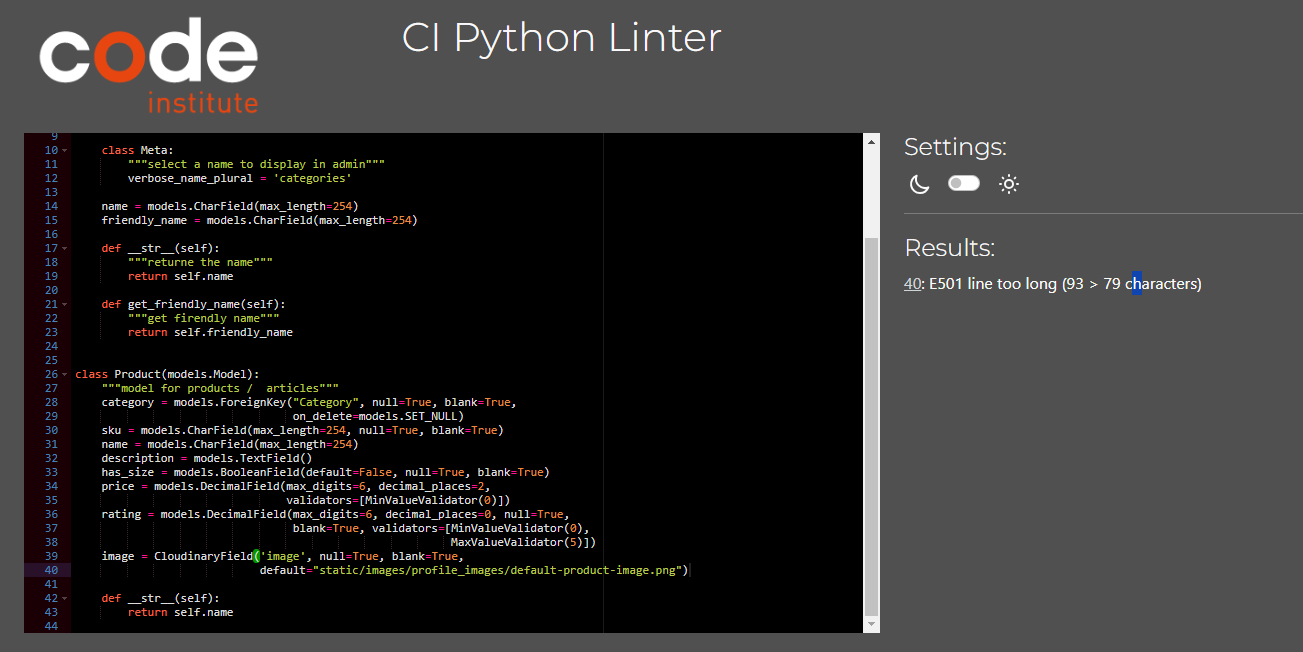 code
institute
CI Python Linter
9
10 class Meta:
11 """select a name to display in admin"""
12 verbose_name_plural = 'categories'
13
14 name = models.CharField(max_length=254)
15 friendly_name = models.CharField(max_length=254)
16
17 def __str__(self):
18 """returne the name"""
19 return self.name
20
21 def get_friendly_name(self):
22 """get firendly name"""
23 return self.friendly_name
24
25
26 class Product(models.Model):
27 """model for products /  articles"""
28 category = models.ForeignKey("Category", null=True, blank=True,
29 on_delete=models.SET_NULL)
30 sku = models.CharField(max_length=254, null=True, blank=True)
31 name = models.CharField(max_length=254)
32 description = models.TextField()
33 has_size = models.BooleanField(default=False, null=True, blank=True)
34 price = models.DecimalField(max_digits=6, decimal_places=2,
35 validators=[MinValueValidator(0)])
36 rating = models.DecimalField(max_digits=6, decimal_places=0, null=True,
37 blank=True, validators=[MinValueValidator(0),
38 MaxValueValidator(5)])
39 image = CloudinaryField('image', null=True, blank=True,
40 default="static/images/profile_images/default-product-image.png")
41
42 def __str__(self):
43 return self.name
44
Settings:
Results:
40: E501 line too long (93 > 79 characters)